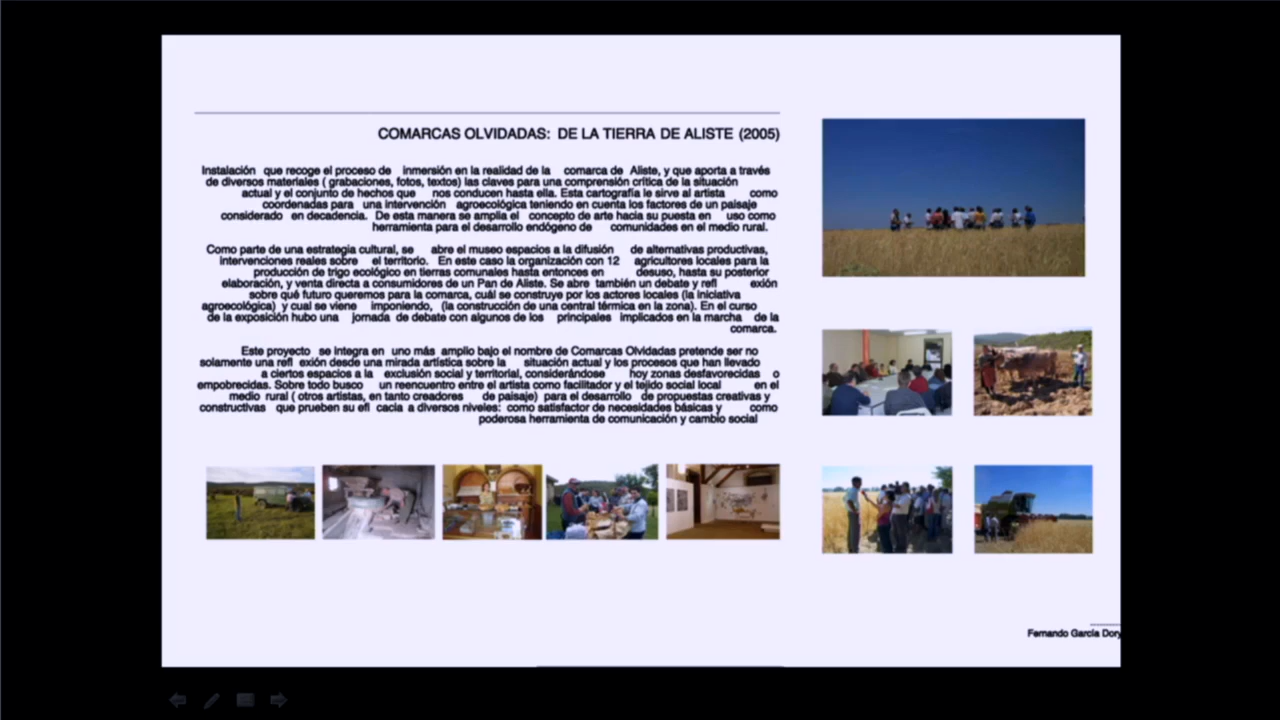 COMARCAS OLVIDADAS: DE LA TIERRA DE ALISTE (2005)
Instalación que recoge el proceso de inmersión en la realidad de la comarca de Aliste, y que aporta a través
de diversos materiales ( grabaciones, fotos, textos) las claves para una comprensión crítica de la situación
actual y el conjunto de hechos que nos conducen hasta ella. Esta cartografía le sirve al artista como
coordenadas para una intervención agroecológica teniendo en cuenta los factores de un paisaje
considerado en decadencia. De esta manera se amplia el concepto de arte hacia su puesta en uso como
herramienta para el desarrollo endógeno de comunidades en el medio rural.
Como parte de una estrategia cultural, se abre el museo espacios a la difusión de alternativas productivas,
intervenciones reales sobre el territorio. En este caso la organización con 12 agricultores locales para la
producción de trigo ecológico en tierras comunales hasta entonces en desuso, hasta su posterior
elaboración, y venta directa a consumidores de un Pan de Aliste. Se abre también un debate y refl exión
sobre qué futuro queremos para la comarca, cuál se construye por los actores locales (la iniciativa
agroecológica) y cual se viene imponiendo, (la construcción de una central térmica en la zona). En el curso
de la exposición hubo una jornada de debate con algunos de los principales implicados en la marcha de la
comarca.
Este proyecto se integra en uno más amplio bajo el nombre de Comarcas Olvidadas pretende ser no
solamente una refl exión desde una mirada artística sobre la situación actual y los procesos que han llevado
a ciertos espacios a la exclusión social y territorial, considerándose hoy zonas desfavorecidas o
empobrecidas. Sobre todo busco un reencuentro entre el artista como facilitador y el tejido social local en el
medio rural ( otros artistas, en tanto creadores de paisaje) para el desarrollo de propuestas creativas y
constructivas que prueben su efi cacia a diversos niveles: como satisfactor de necesidades básicas y como
poderosa herramienta de comunicación y cambio social
Fernando García Dory